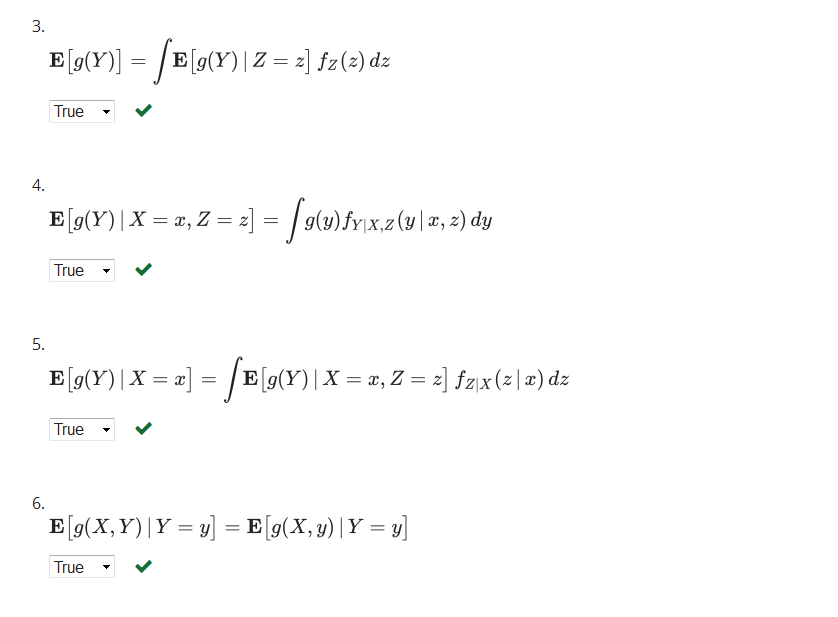 3.
E[g(Y)] = ∫ E[g(Y) | Z = z] f_Z(z) dz
True
4.
E[g(Y) | X = x, Z = z] = ∫ g(y) f_{Y|X,Z}(y | x, z) dy
True
5.
E[g(Y) | X = x] = ∫ E[g(Y) | X = x, Z = z] f_{Z|X}(z | x) dz
True
6.
E[g(X, Y) | Y = y] = E[g(X, y) | Y = y]
True